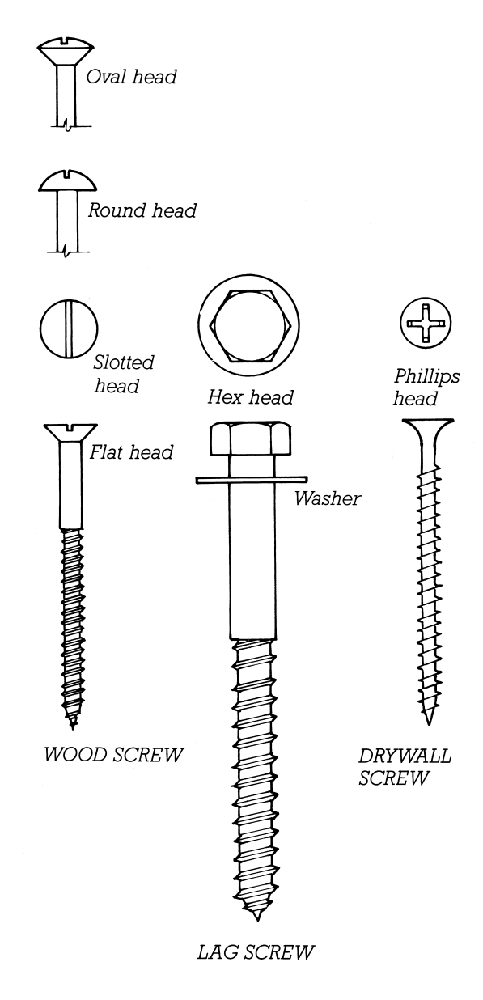 Oval head
Round head
Slotted
head
Hex head
Phillips
head
Flat head
Washer
WOOD SCREW
DRYWALL
SCREW
LAG SCREW